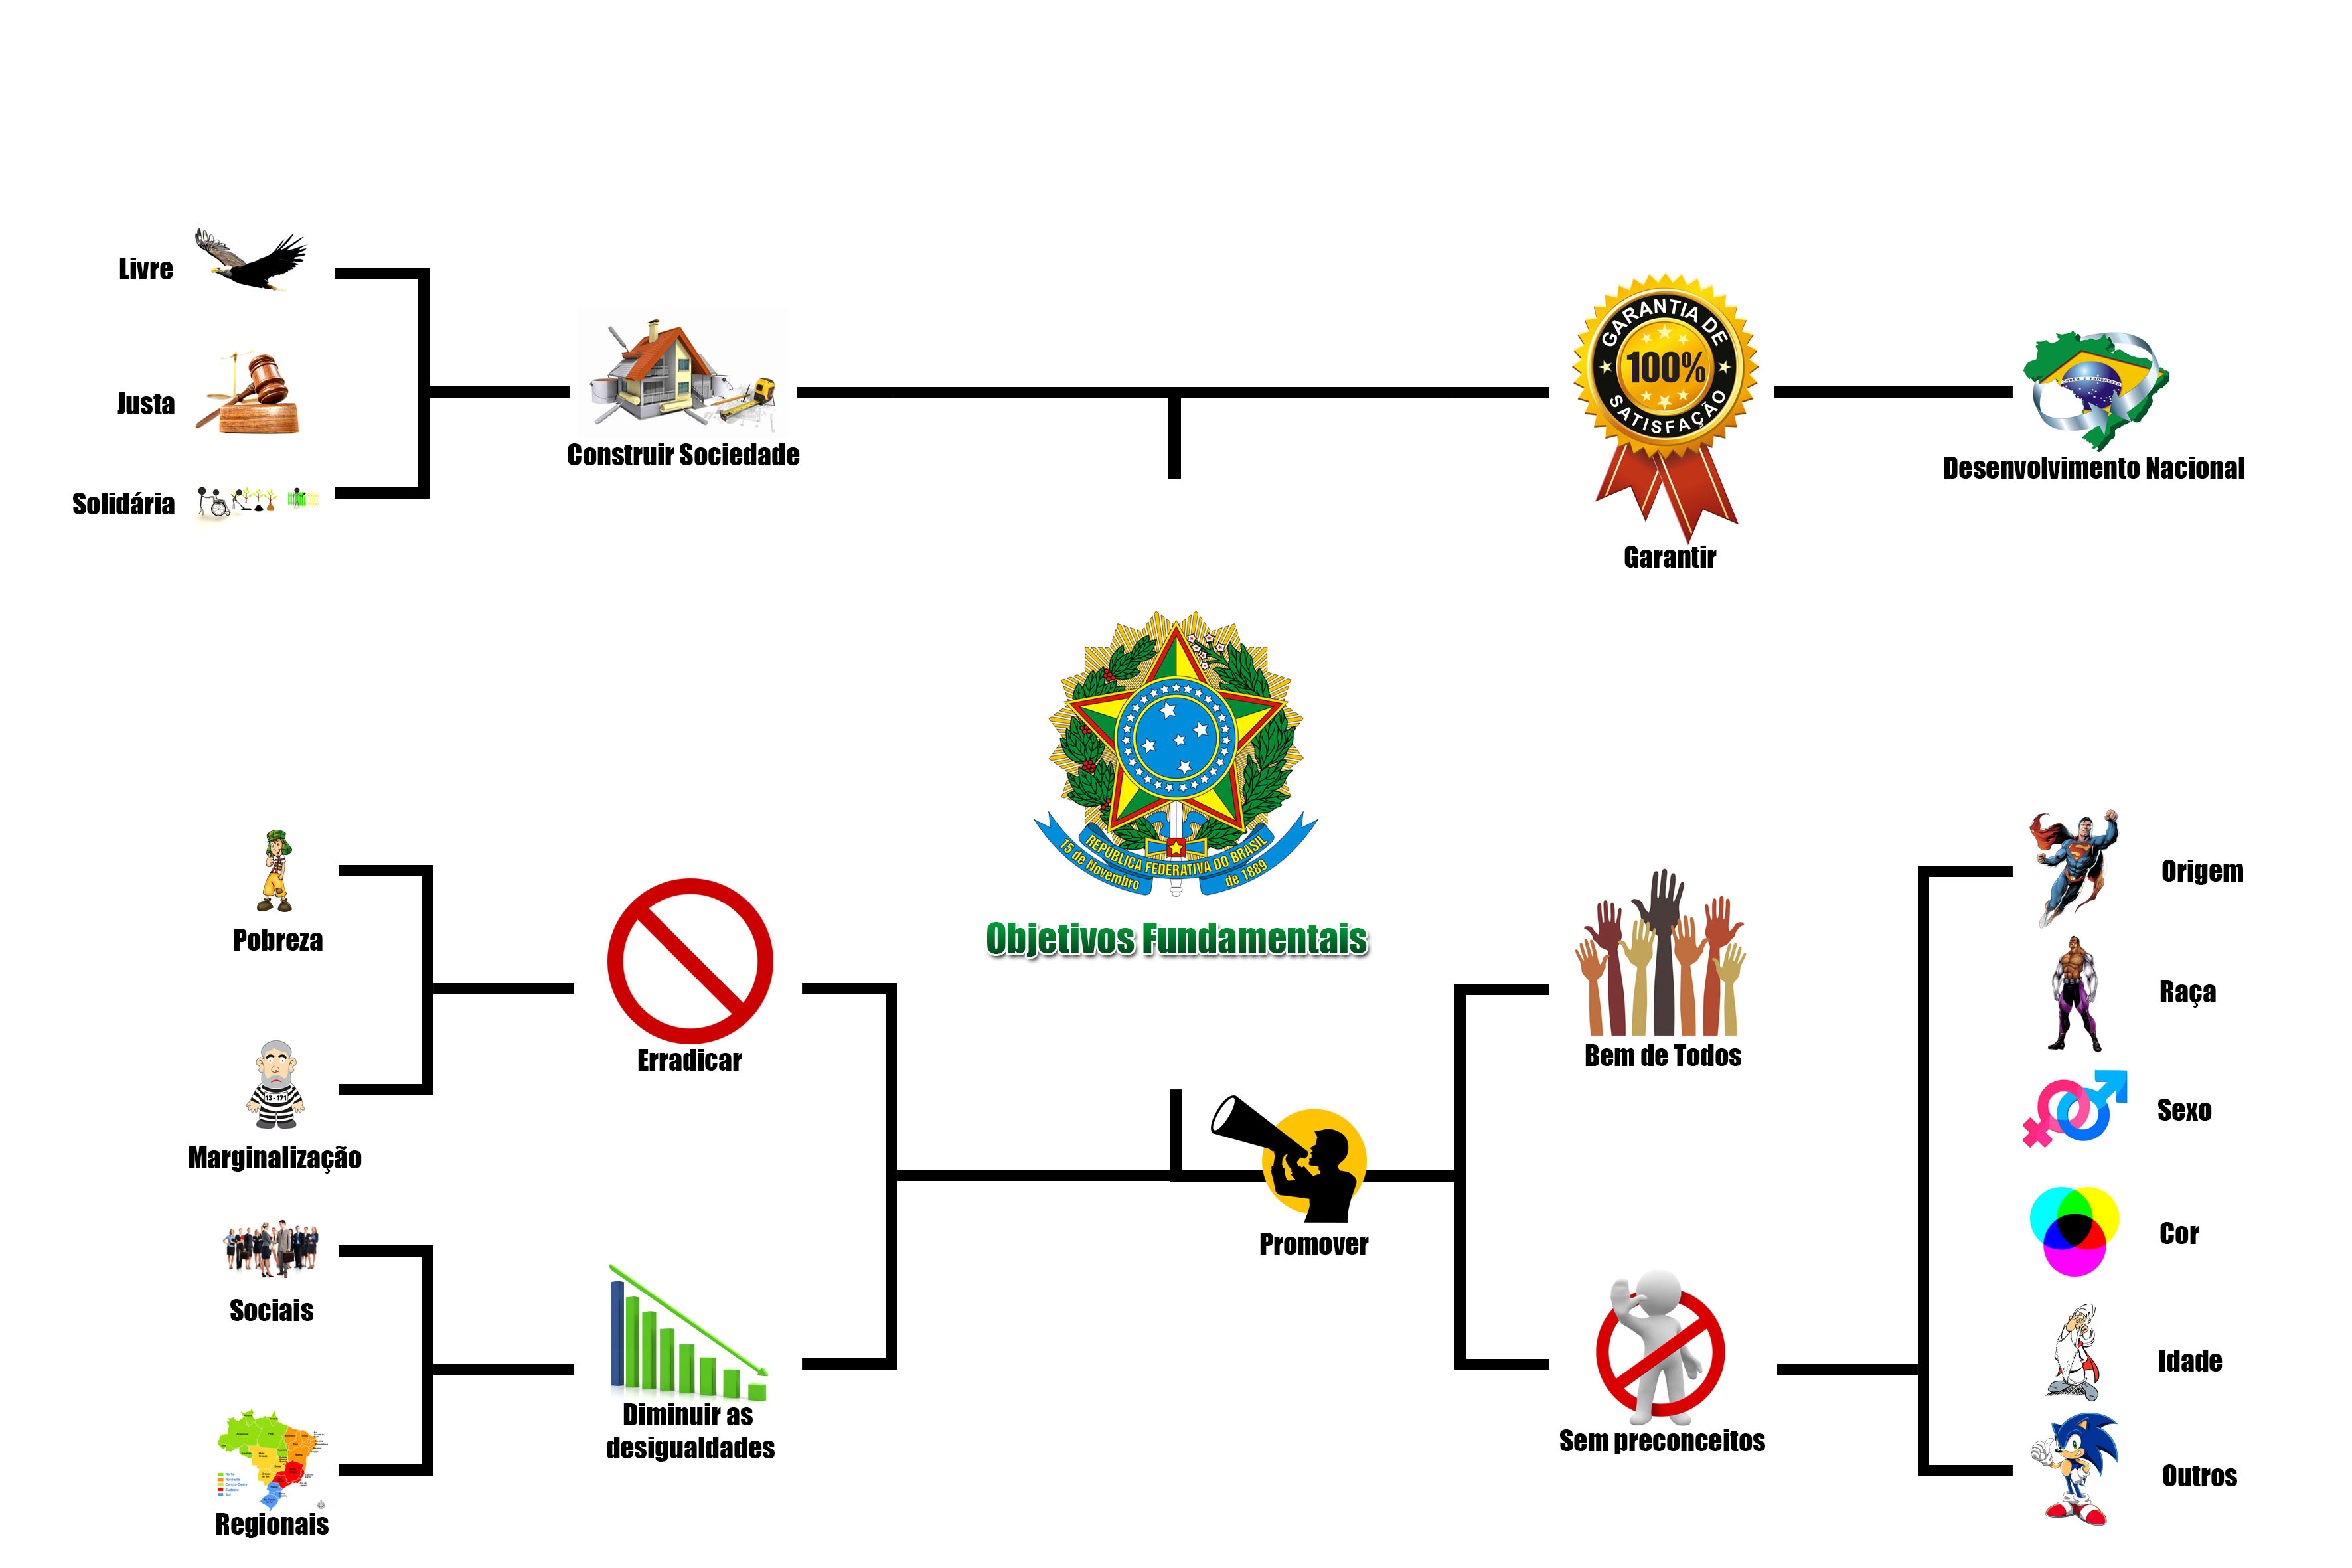 Livre
Justa
Solidária
Construir Sociedade
GARANTIA DE
100%
SATISFAÇÃO
Garantir
Desenvolvimento Nacional
REPÚBLICA FEDERATIVA DO BRASIL
15 de Novembro
de 1889
Objetivos Fundamentais
Pobreza
Marginalização
13-171
Erradicar
Sociais
Regionais
Diminuir as
desigualdades
Promover
Bem de Todos
Sem preconceitos
Origem
Raça
Sexo
Cor
Idade
Outros